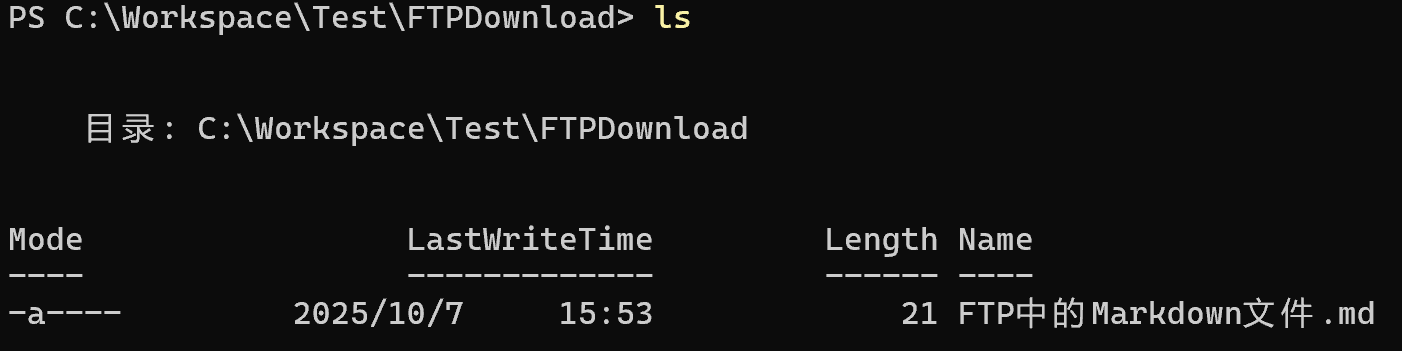 PS C:\Workspace\Test\FTPDownload> ls
目录: C:\Workspace\Test\FTPDownload
Mode                 LastWriteTime         Length Name
----                 -------------         ------ ----
-a----         2025/10/7     15:53             21 FTP中的Markdown文件.md